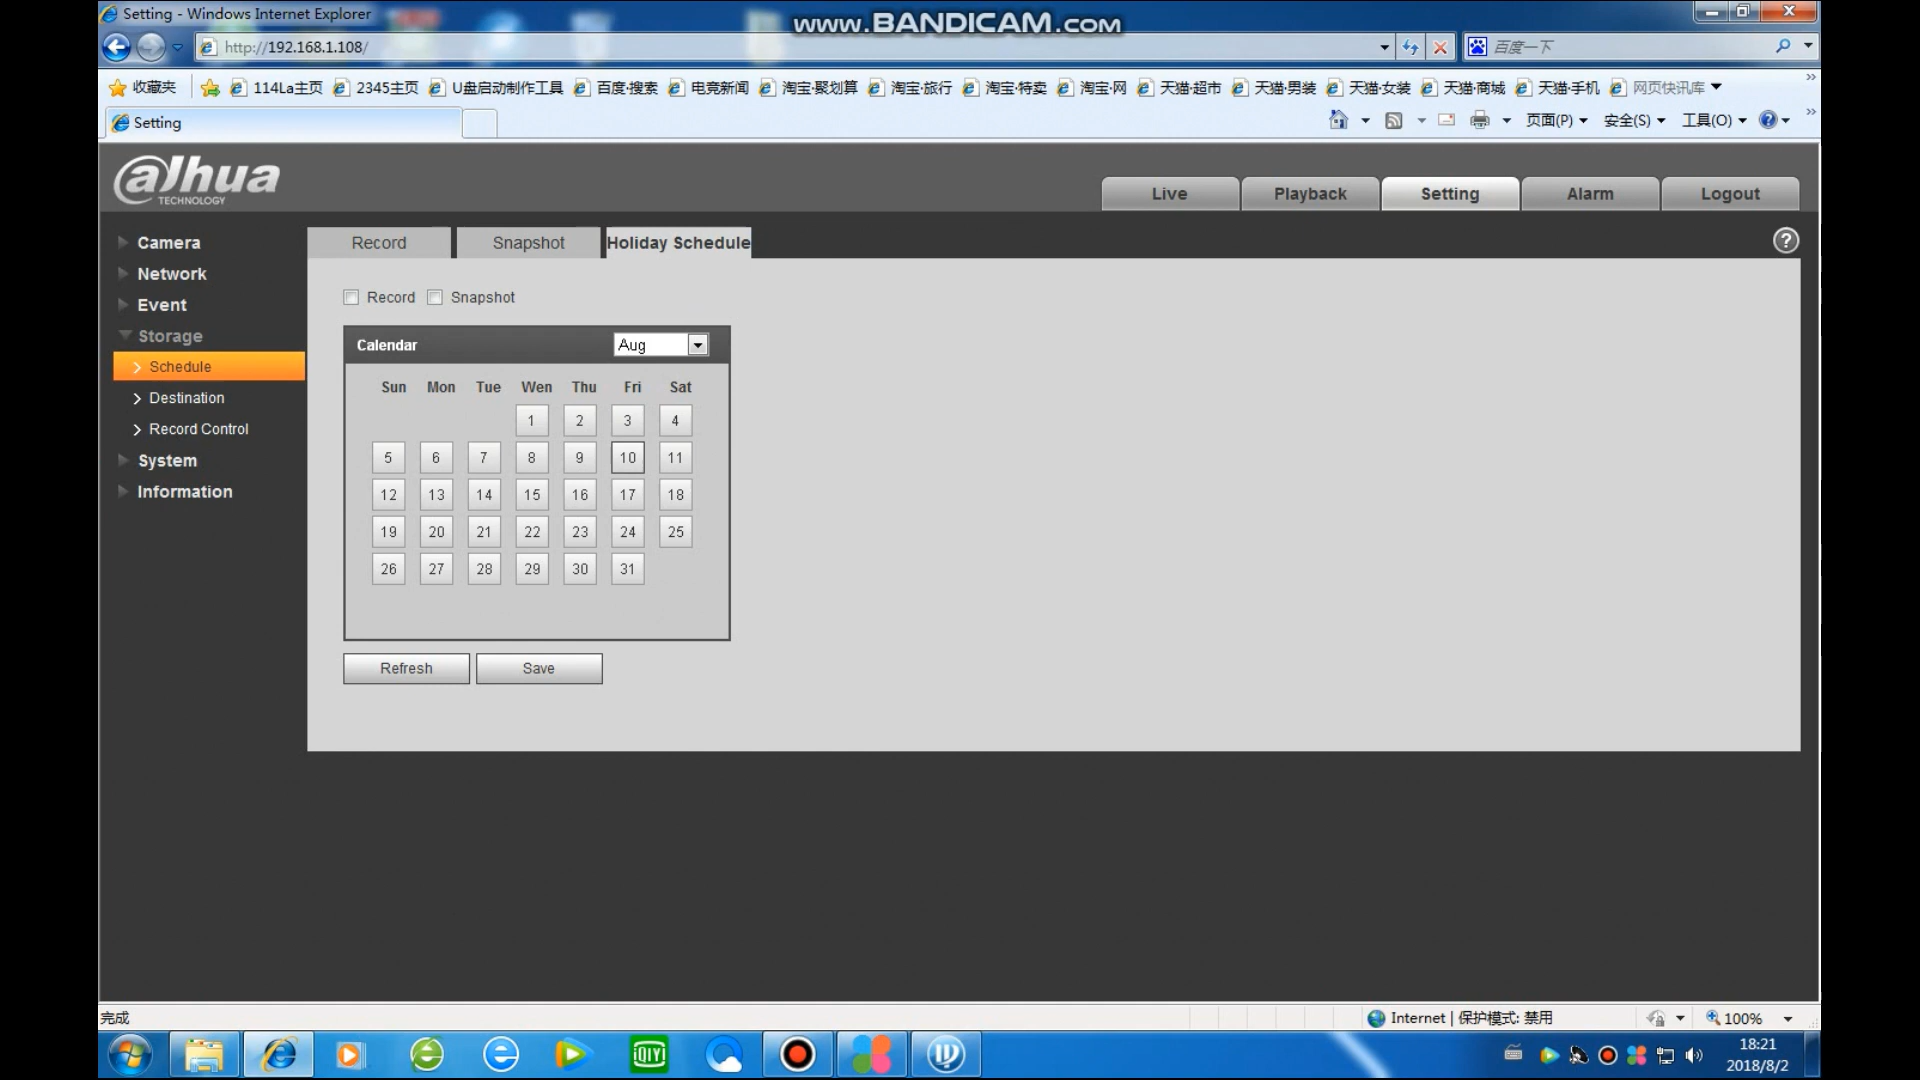 Setting - Windows Internet Explorer
www.BANDICAM.com
http://192.168.1.108/
百度一下
收藏夹 114La主页 2345主页 U盘启动制作工具 百度·搜索 电竞新闻 淘宝·聚划算 淘宝·旅行 淘宝·特卖 淘宝·网 天猫·超市 天猫·男装 天猫·女装 天猫·商城 天猫·手机 网页快讯库
Setting
页面(P) 安全(S) 工具(O)
alhua
TECHNOLOGY
Live Playback Setting Alarm Logout
Camera
Network
Event
Storage
Schedule
Destination
Record Control
System
Information
Record Snapshot Holiday Schedule
Record Snapshot
Calendar Aug
Sun Mon Tue Wen Thu Fri Sat
1 2 3 4
5 6 7 8 9 10 11
12 13 14 15 16 17 18
19 20 21 22 23 24 25
26 27 28 29 30 31
Refresh Save
完成
Internet | 保护模式: 禁用
100%
QIYI
18:21
2018/8/2